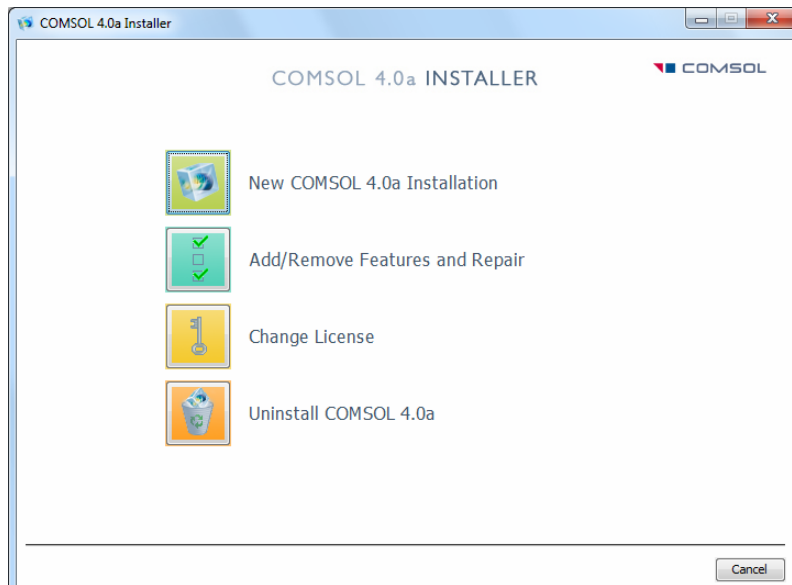 COMSOL 4.0a Installer
COMSOL 4.0a INSTALLER
COMSOL
New COMSOL 4.0a Installation
Add/Remove Features and Repair
Change License
Uninstall COMSOL 4.0a
Cancel